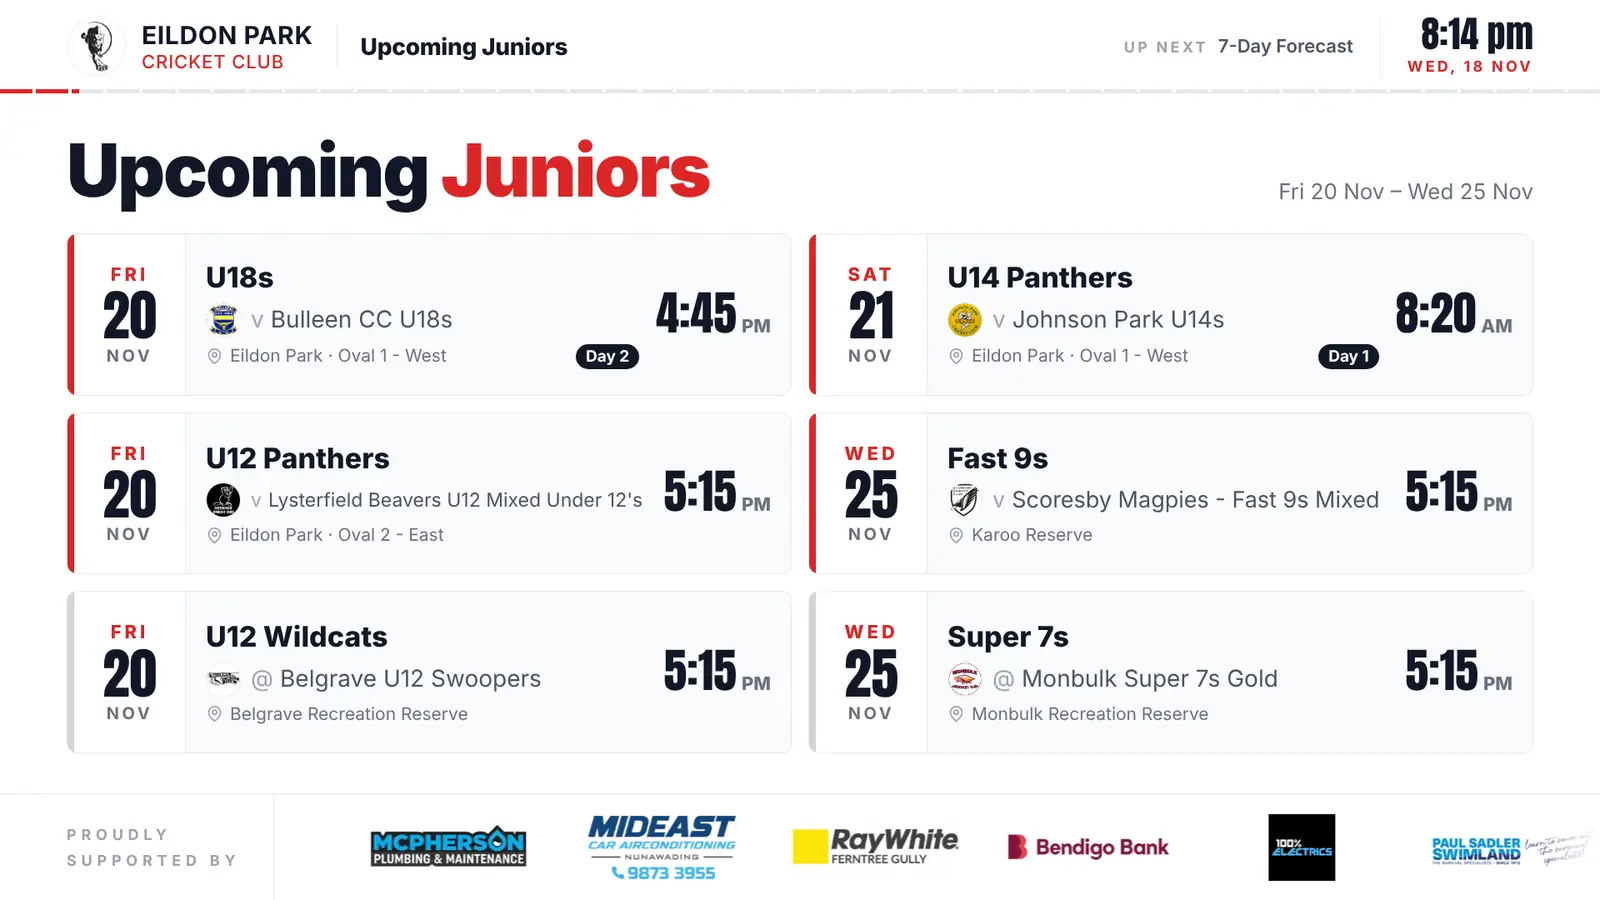 EILDON PARK
CRICKET CLUB
Upcoming Juniors
UP NEXT 7-Day Forecast
8:14 pm
WED, 18 NOV
Upcoming Juniors
Fri 20 Nov – Wed 25 Nov
FRI
20
NOV
U18s
v Bulleen CC U18s
Eildon Park · Oval 1 - West
Day 2
4:45 PM
SAT
21
NOV
U14 Panthers
v Johnson Park U14s
Eildon Park · Oval 1 - West
Day 1
8:20 AM
FRI
20
NOV
U12 Panthers
v Lysterfield Beavers U12 Mixed Under 12's
Eildon Park · Oval 2 - East
5:15 PM
WED
25
NOV
Fast 9s
v Scoresby Magpies - Fast 9s Mixed
Karoo Reserve
5:15 PM
FRI
20
NOV
U12 Wildcats
@ Belgrave U12 Swoopers
Belgrave Recreation Reserve
5:15 PM
WED
25
NOV
Super 7s
@ Monbulk Super 7s Gold
Monbulk Recreation Reserve
5:15 PM
PROUDLY
SUPPORTED BY
MCPHERSON
PLUMBING & MAINTENANCE
MIDEAST
CAR AIRCONDITIONING
NUNAWADING
9873 3955
RayWhite.
FERNTREE GULLY
Bendigo Bank
100%
ELECTRICS
PAUL SADLER
SWIMLAND